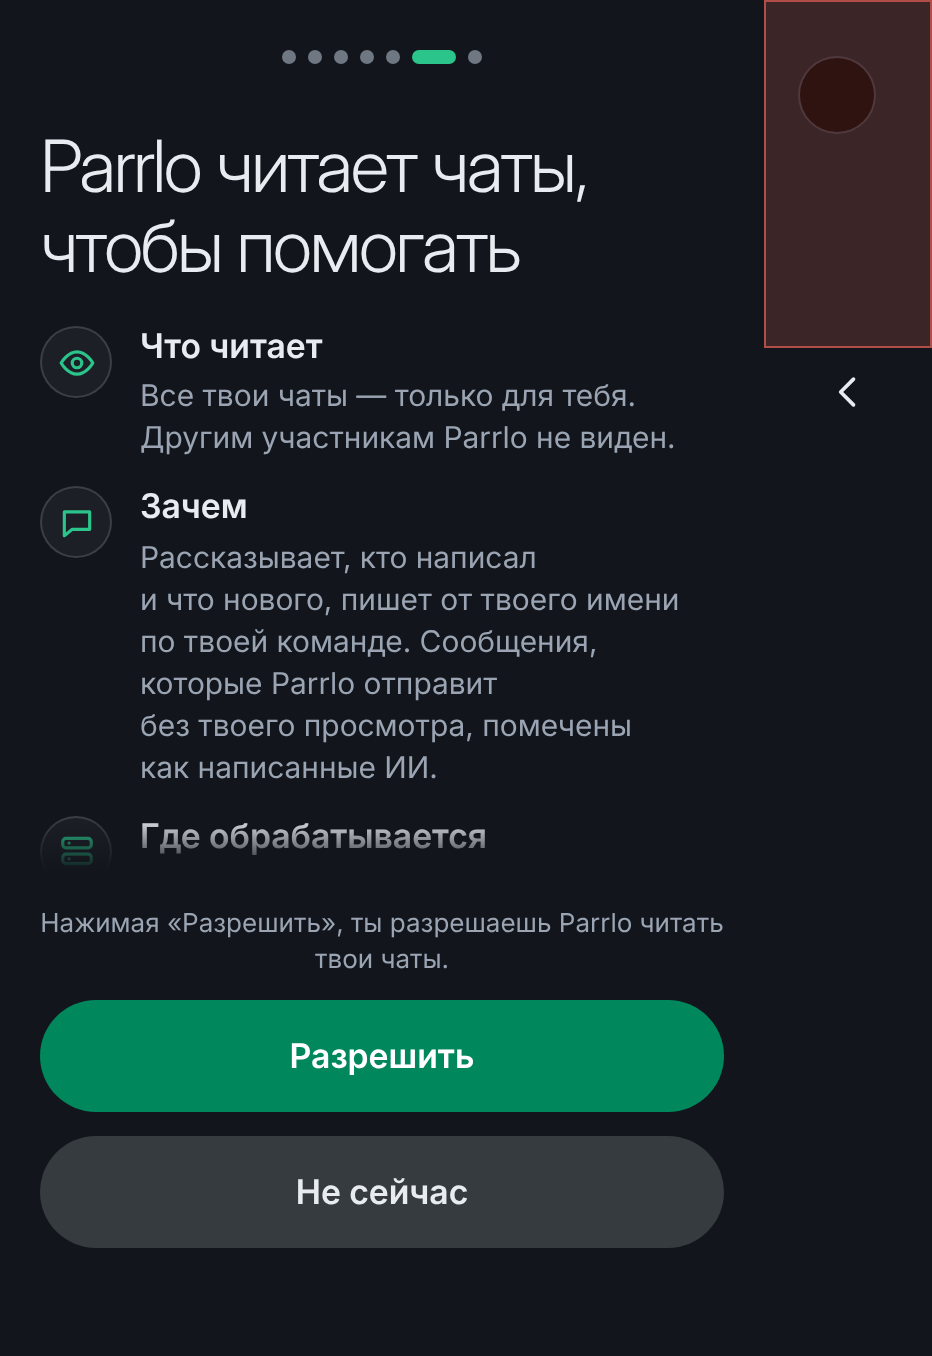 Parrlo читает чаты,
чтобы помогать
Что читает
Все твои чаты — только для тебя.
Другим участникам Parrlo не виден.
Зачем
Рассказывает, кто написал
и что нового, пишет от твоего имени
по твоей команде. Сообщения,
которые Parrlo отправит
без твоего просмотра, помечены
как написанные ИИ.
Где обрабатывается
Нажимая «Разрешить», ты разрешаешь Parrlo читать
твои чаты.
Разрешить
Не сейчас